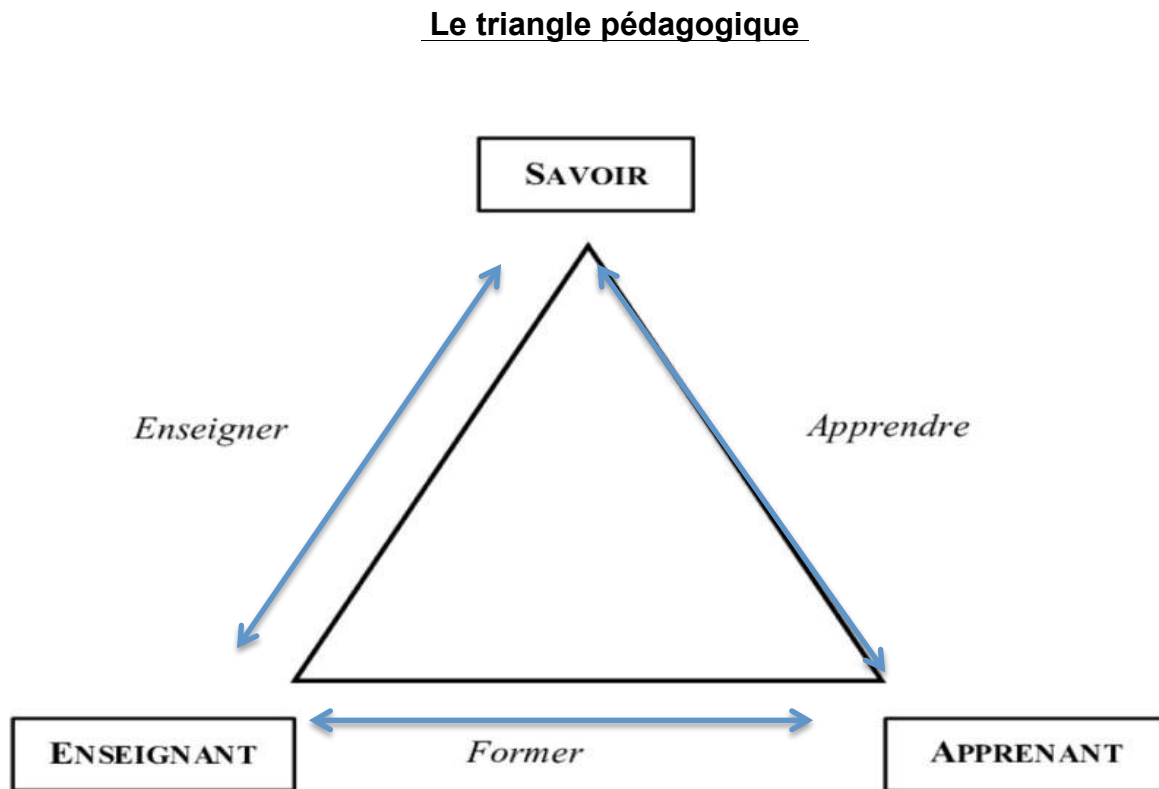 Le triangle pédagogique
SAVOIR
Enseigner
Apprendre
ENSEIGNANT
Former
APPRENANT